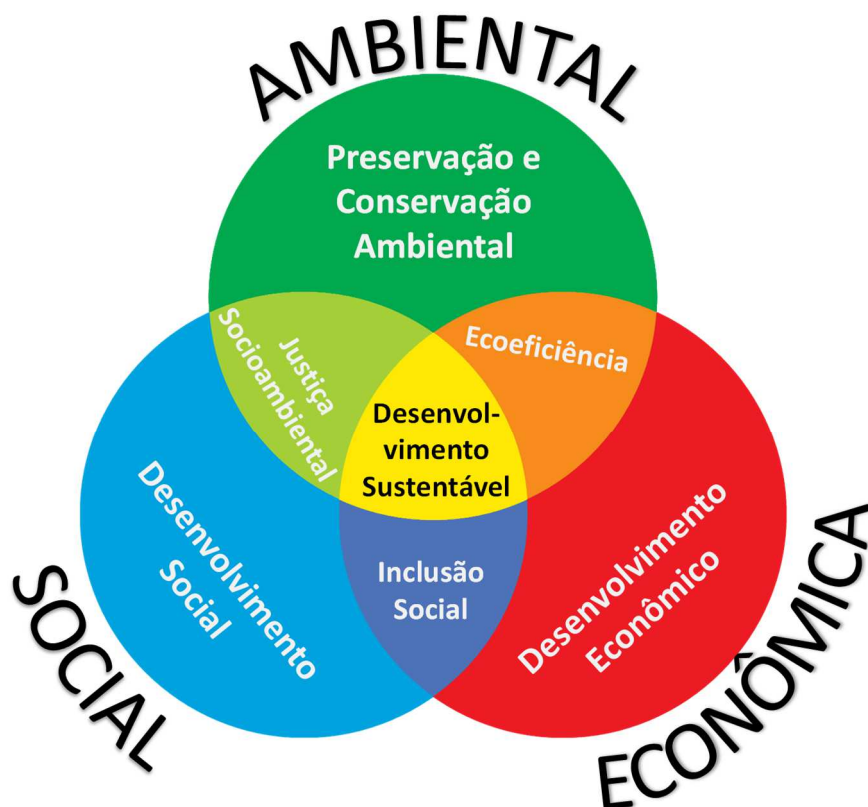 AMBIENTAL
Preservação e
Conservação
Ambiental
Justiça
Socioambiental
Ecoeficiência
Desenvol-
vimento
Sustentável
Desenvolvimento
Social
Inclusão
Social
Desenvolvimento
Econômico
SOCIAL
ECONÔMICA